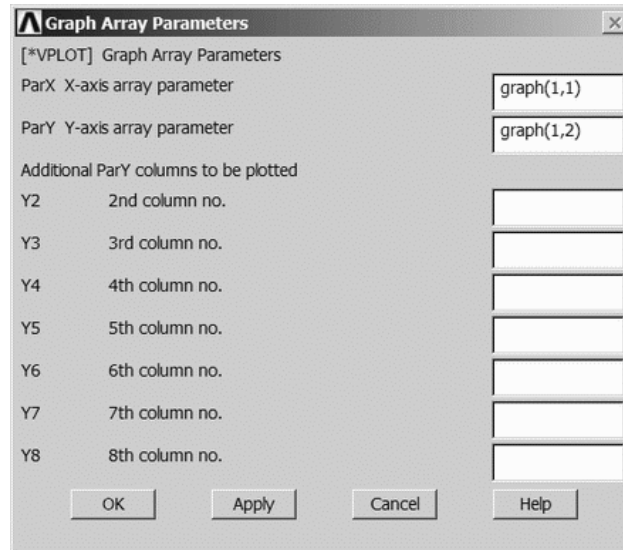 Graph Array Parameters
[*VPLOT] Graph Array Parameters
ParX X-axis array parameter graph(1,1)
ParY Y-axis array parameter graph(1,2)
Additional ParY columns to be plotted
Y2 2nd column no.
Y3 3rd column no.
Y4 4th column no.
Y5 5th column no.
Y6 6th column no.
Y7 7th column no.
Y8 8th column no.
OK Apply Cancel Help